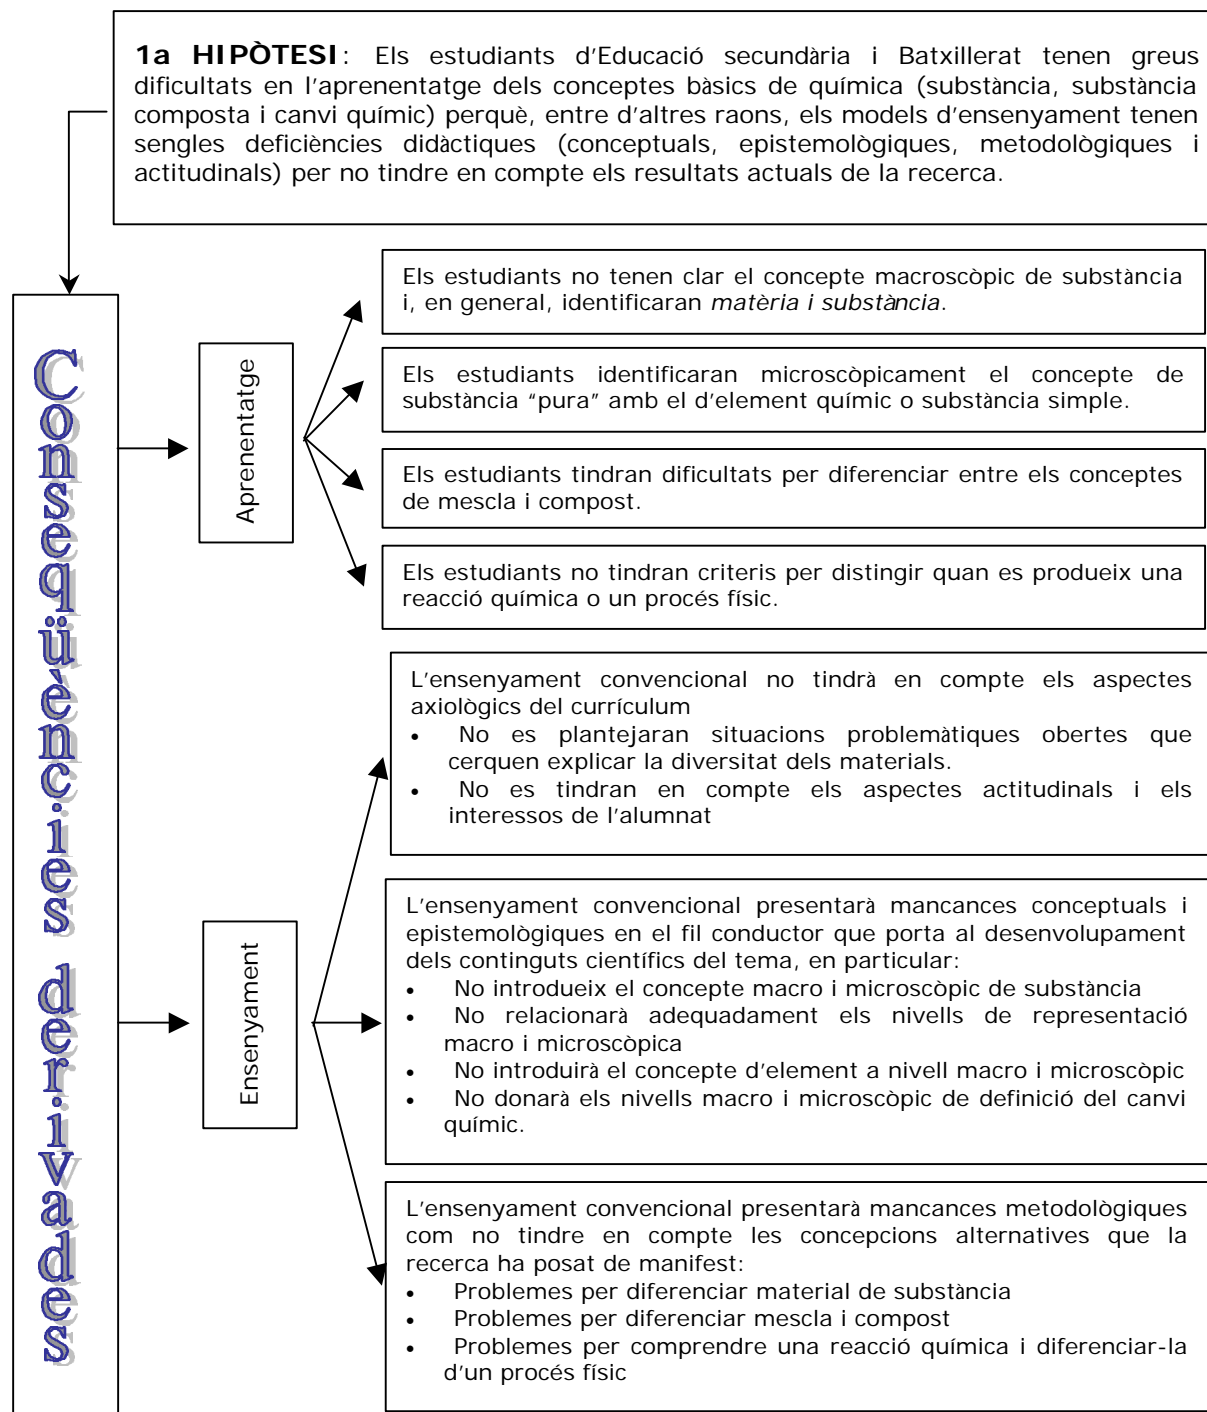 1a HIPÒTESI: Els estudiants d'Educació secundària i Batxillerat tenen greus
dificultats en l'aprenentatge dels conceptes bàsics de química (substància, substància
composta i canvi químic) perquè, entre d'altres raons, els models d'ensenyament tenen
sengles deficiències didàctiques (conceptuals, epistemològiques, metodològiques i
actitudinals) per no tindre en compte els resultats actuals de la recerca.
Conseqüències derivades
Aprenentatge
Els estudiants no tenen clar el concepte macroscòpic de substància
i, en general, identificaran matèria i substància.
Els estudiants identificaran microscòpicament el concepte de
substància “pura” amb el d'element químic o substància simple.
Els estudiants tindran dificultats per diferenciar entre els conceptes
de mescla i compost.
Els estudiants no tindran criteris per distingir quan es produeix una
reacció química o un procés físic.
Ensenyament
L'ensenyament convencional no tindrà en compte els aspectes
axiològics del currículum
• No es plantejaran situacions problemàtiques obertes que
cerquen explicar la diversitat dels materials.
• No es tindran en compte els aspectes actitudinals i els
interessos de l'alumnat
L'ensenyament convencional presentarà mancances conceptuals i
epistemològiques en el fil conductor que porta al desenvolupament
dels continguts científics del tema, en particular:
• No introdueix el concepte macro i microscòpic de substància
• No relacionarà adequadament els nivells de representació
macro i microscòpica
• No introduirà el concepte d'element a nivell macro i microscòpic
• No donarà els nivells macro i microscòpic de definició del canvi
químic.
L'ensenyament convencional presentarà mancances metodològiques
com no tindre en compte les concepcions alternatives que la
recerca ha posat de manifest:
• Problemes per diferenciar material de substància
• Problemes per diferenciar mescla i compost
• Problemes per comprendre una reacció química i diferenciar-la
d'un procés físic